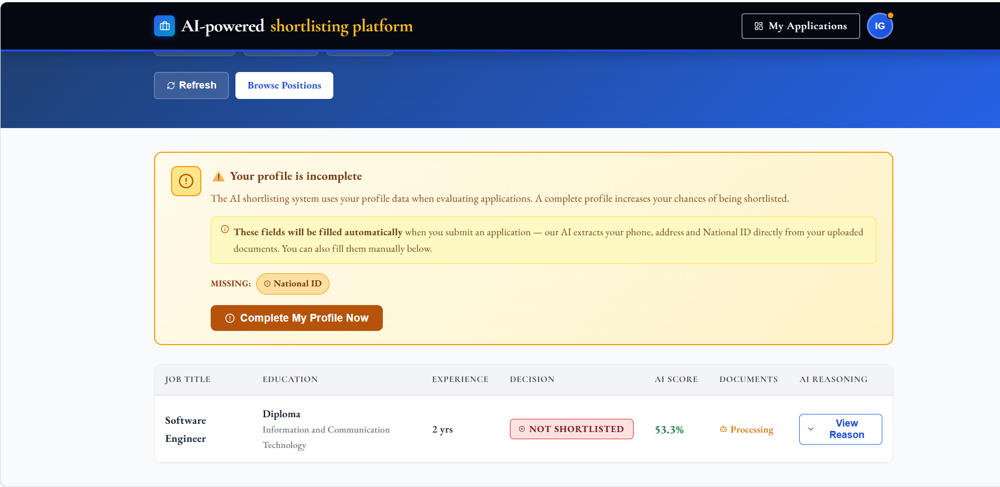 AI-powered shortlisting platform
My Applications
IG
Refresh
Browse Positions
Your profile is incomplete
The AI shortlisting system uses your profile data when evaluating applications. A complete profile increases your chances of being shortlisted.
These fields will be filled automatically when you submit an application — our AI extracts your phone, address and National ID directly from your uploaded
documents. You can also fill them manually below.
MISSING: National ID
Complete My Profile Now
JOB TITLE EDUCATION EXPERIENCE DECISION AI SCORE DOCUMENTS AI REASONING
Software
Engineer
Diploma
Information and Communication
Technology
2 yrs
NOT SHORTLISTED
53.3%
Processing
View
Reason